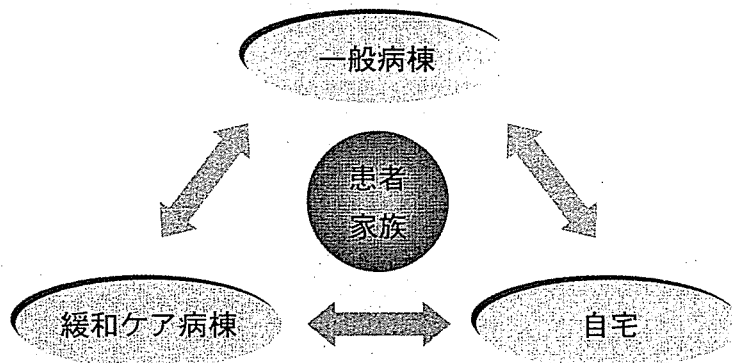 一般病棟
患者
家族
緩和ケア病棟
自宅